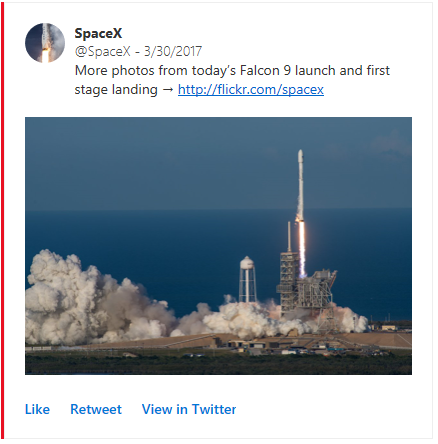 SpaceX
@SpaceX - 3/30/2017
More photos from today's Falcon 9 launch and first
stage landing → http://flickr.com/spacex
Like Retweet View in Twitter